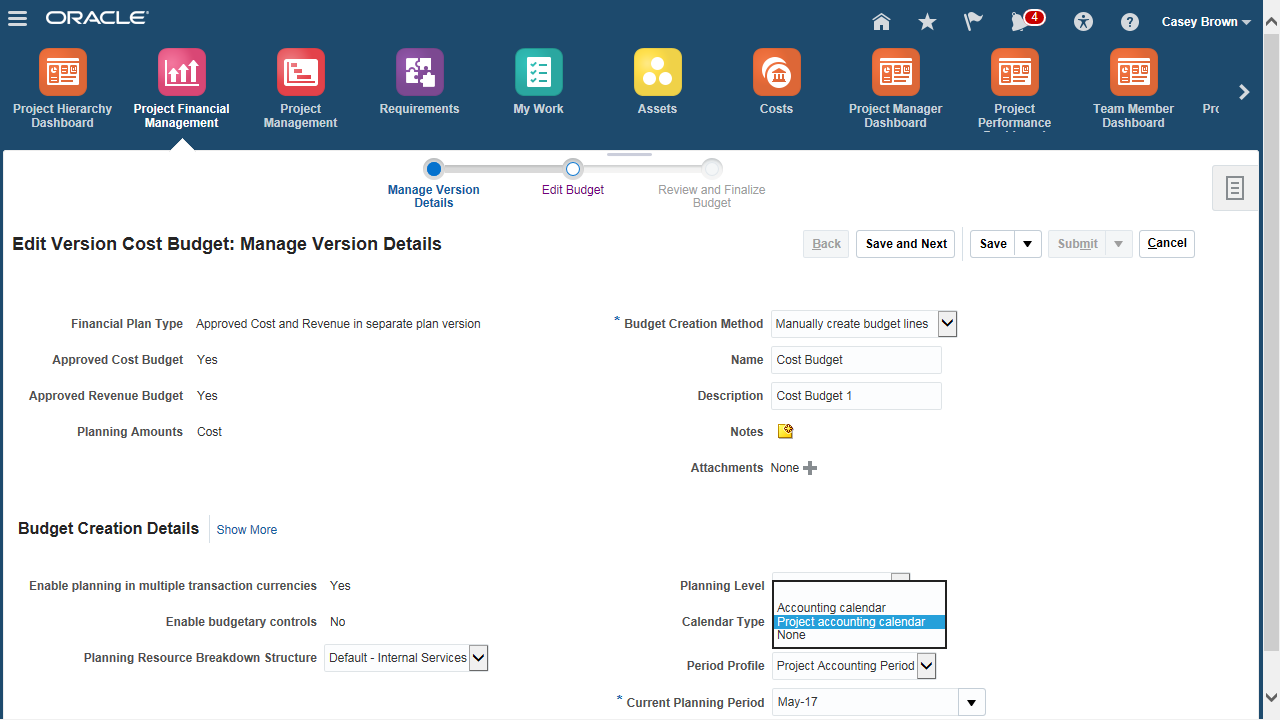 ORACLE
4
Casey Brown
Project Hierarchy
Dashboard
Project Financial
Management
Project
Management
Requirements
My Work
Assets
Costs
Project Manager
Dashboard
Project
Performance
Team Member
Dashboard
Pro
Manage Version
Details
Edit Budget
Review and Finalize
Budget
Edit Version Cost Budget: Manage Version Details
Back
Save and Next
Save
Submit
Cancel
Financial Plan Type Approved Cost and Revenue in separate plan version
Approved Cost Budget Yes
Approved Revenue Budget Yes
Planning Amounts Cost
* Budget Creation Method Manually create budget lines
Name Cost Budget
Description Cost Budget 1
Notes
Attachments None
Budget Creation Details Show More
Enable planning in multiple transaction currencies Yes
Enable budgetary controls No
Planning Resource Breakdown Structure Default - Internal Services
Planning Level
Calendar Type
Accounting calendar
Project accounting calendar
None
Period Profile Project Accounting Period
* Current Planning Period May-17